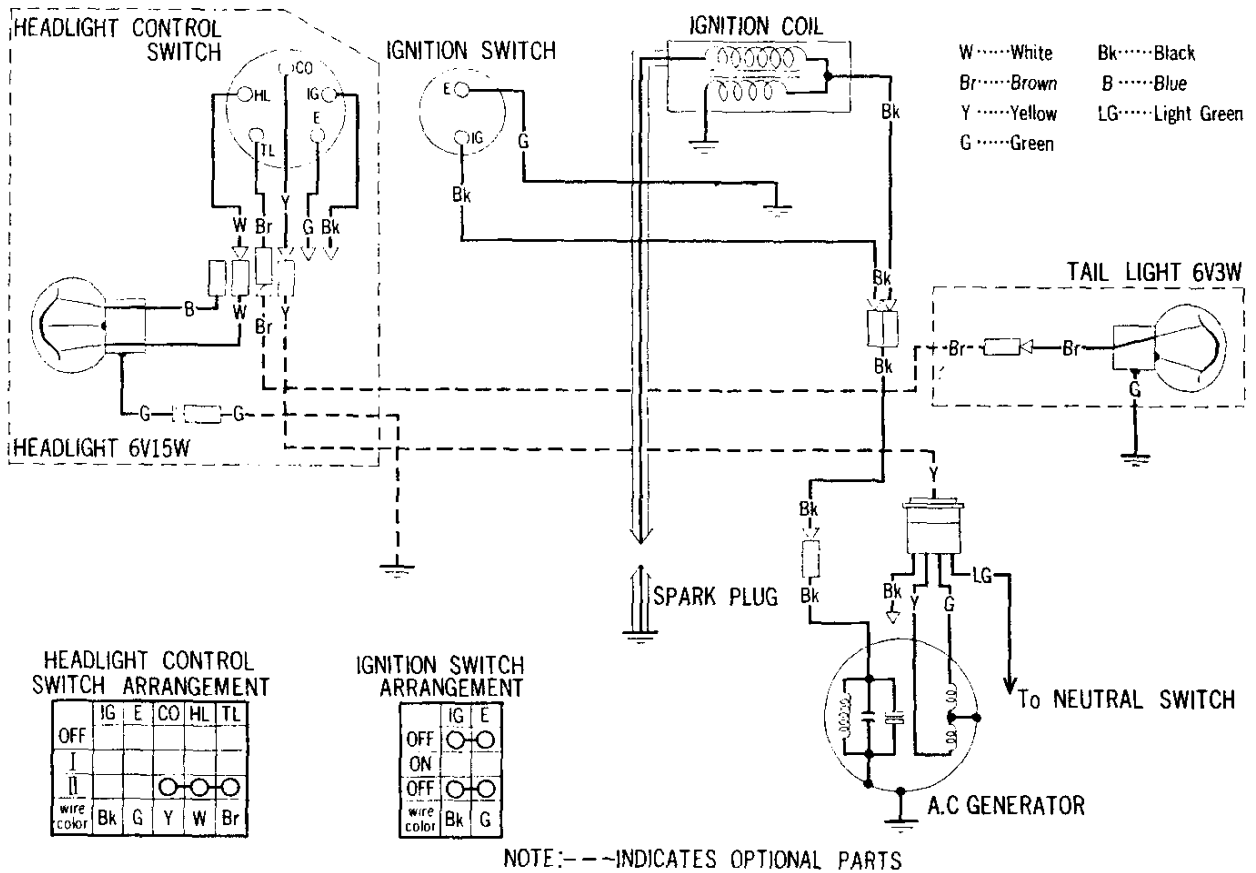 HEADLIGHT CONTROL
SWITCH
CO
HL
IG
E
TL
W
Br
Y
G
Bk
B
W
Br
Y
G
G
HEADLIGHT 6V15W
IGNITION SWITCH
E
IG
G
Bk
IGNITION COIL
Bk
W ······White
Br ······Brown
Y ······Yellow
G ······Green
Bk ······Black
B ······Blue
LG ······Light Green
Bk
Bk
TAIL LIGHT 6V3W
Br
Br
G
Y
Bk
Bk
Bk
Y
G
LG
SPARK PLUG
To NEUTRAL SWITCH
A.C GENERATOR
HEADLIGHT CONTROL
SWITCH ARRANGEMENT
IG E CO HL TL
OFF
I
II
wire color Bk G Y W Br
IGNITION SWITCH
ARRANGEMENT
IG E
OFF
ON
OFF
wire color Bk G
NOTE:---INDICATES OPTIONAL PARTS